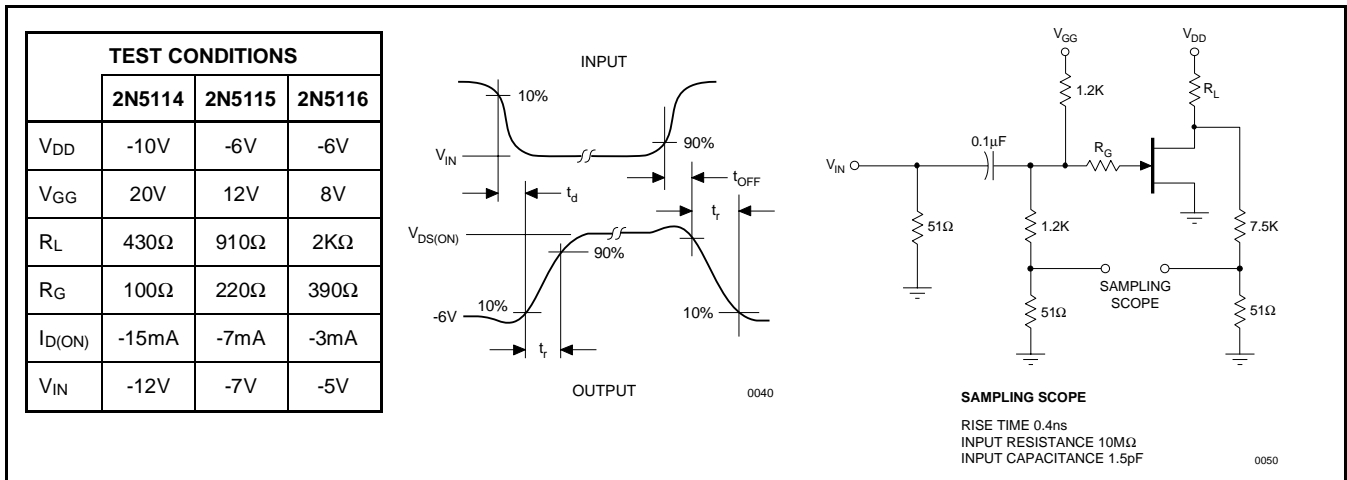 TEST CONDITIONS
2N5114 2N5115 2N5116
VDD -10V -6V -6V
VGG 20V 12V 8V
RL 430Ω 910Ω 2KΩ
RG 100Ω 220Ω 390Ω
ID(ON) -15mA -7mA -3mA
VIN -12V -7V -5V
INPUT
10%
VIN
90%
td
tOFF
tr
VDS(ON)
90%
-6V
10%
10%
tr
OUTPUT
0040
VGG
VDD
1.2K
RL
0.1µF
RG
VIN
51Ω
1.2K
7.5K
SAMPLING
SCOPE
51Ω
51Ω
SAMPLING SCOPE
RISE TIME 0.4ns
INPUT RESISTANCE 10MΩ
INPUT CAPACITANCE 1.5pF
0050